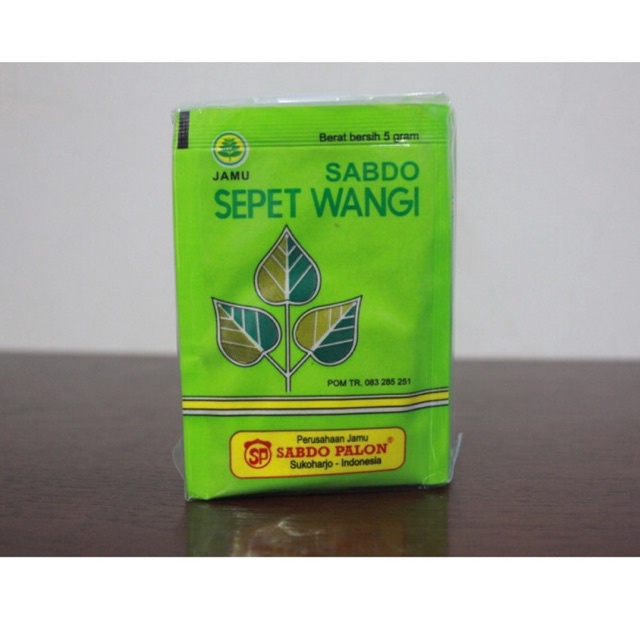 Berat bersih 5 gram
JAMU
SABDO
SEPET WANGI
POM TR. 063 285 251
Perusahaan Jamu
SP SABDO PALON®
Sukoharjo - Indonesia